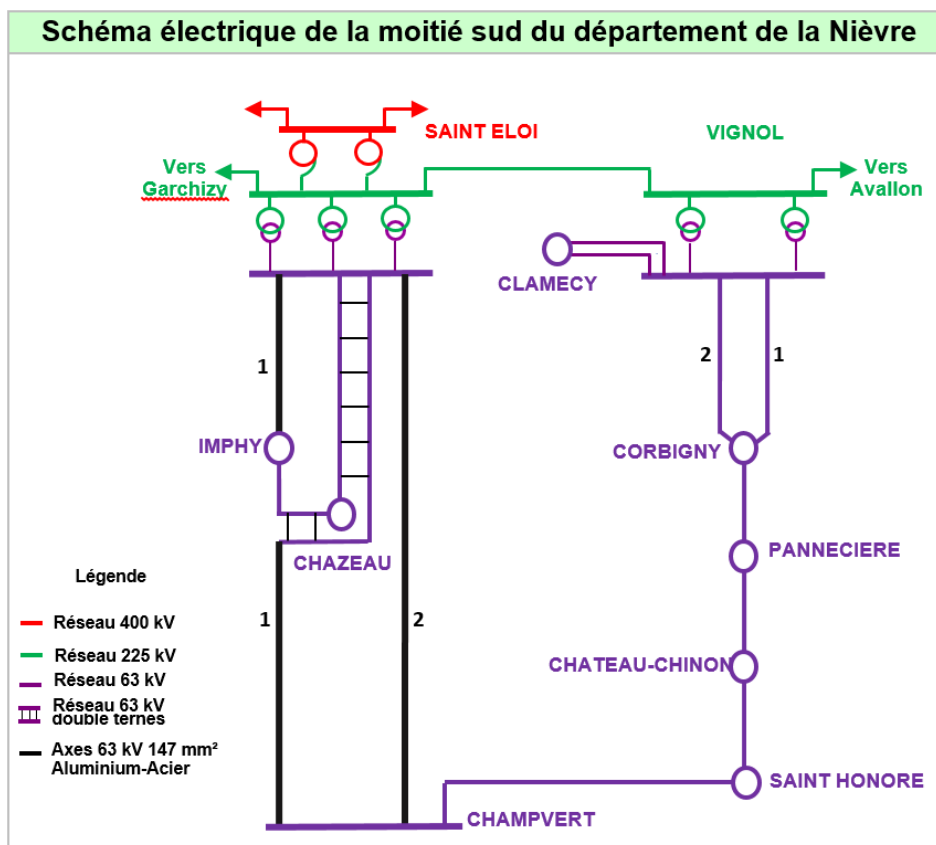 Schéma électrique de la moitié sud du département de la Nièvre
SAINT ELOI
VIGNOL
Vers
Garchizy
Vers
Avallon
CLAMECY
1
2
1
IMPHY
CORBIGNY
CHAZEAU
PANNECIERE
Légende
1
2
Réseau 400 kV
Réseau 225 kV
Réseau 63 kV
Réseau 63 kV
double ternes
Axes 63 kV 147 mm²
Aluminium-Acier
CHATEAU-CHINON
SAINT HONORE
CHAMPVERT